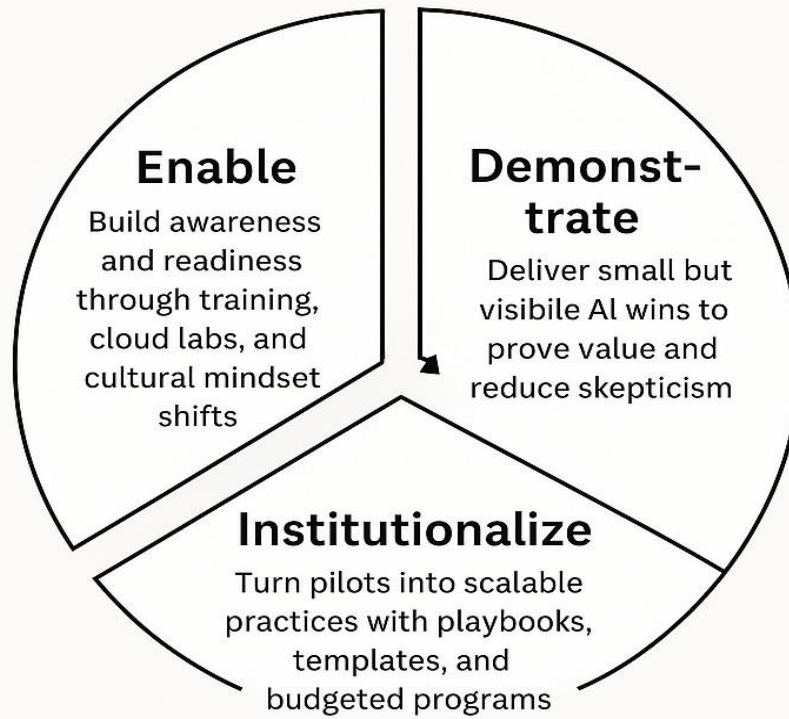 Enable
Build awareness
and readiness
through training,
cloud labs, and
cultural mindset
shifts
Demonst-
trate
Deliver small but
visibile AI wins to
prove value and
reduce skepticism
Institutionalize
Turn pilots into scalable
practices with playbooks,
templates, and
budgeted programs